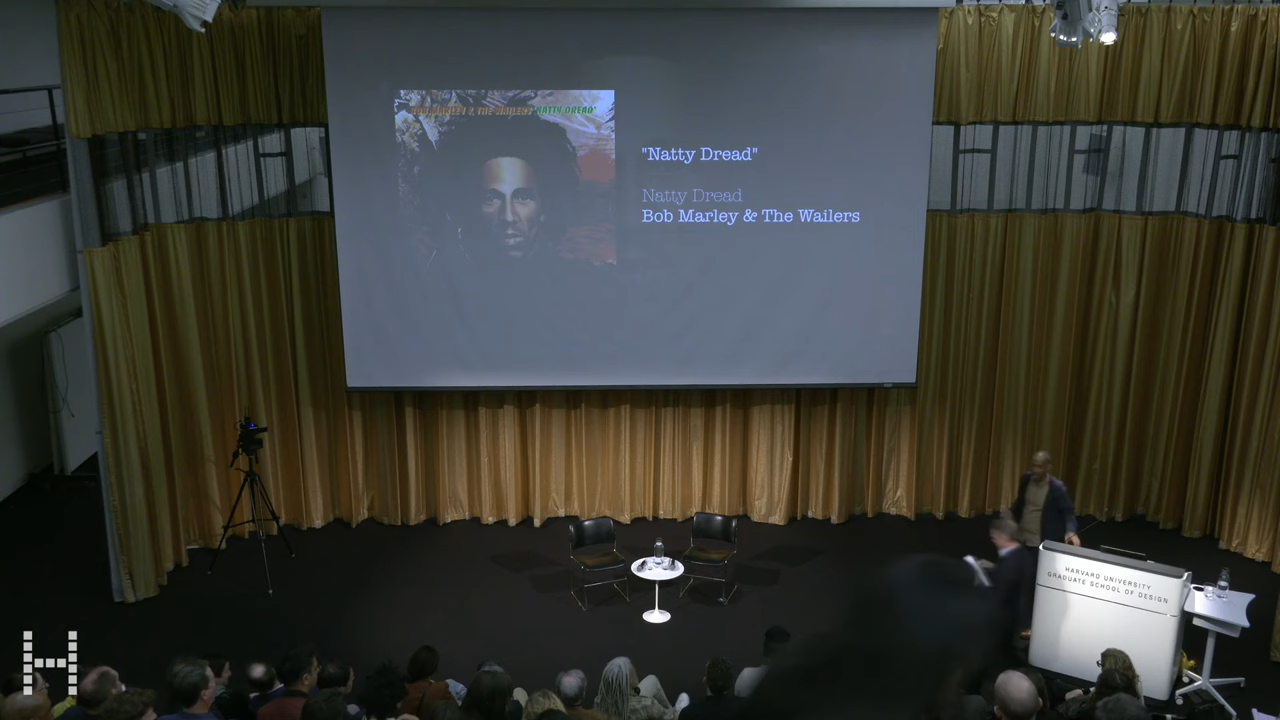 BOB MARLEY & THE WAILERS NATTY DREAD
"Natty Dread"
Natty Dread
Bob Marley & The Wailers
HARVARD UNIVERSITY
GRADUATE SCHOOL OF DESIGN
H